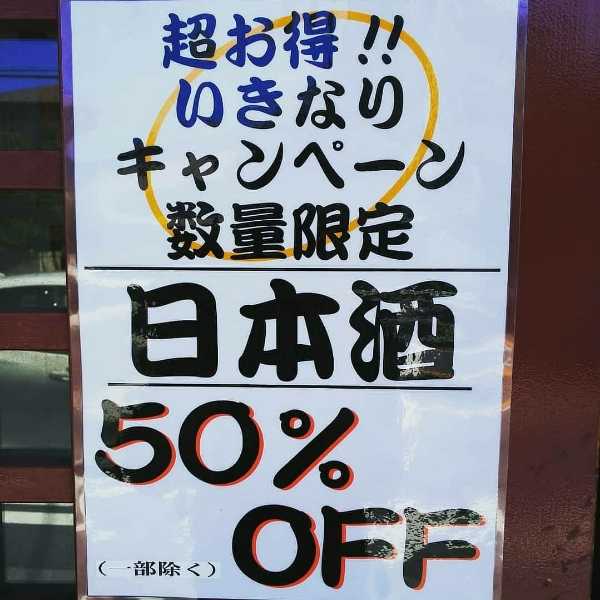 超お得!!
いきなり
キャンペーン
数量限定
日本酒
50%
OFF
(一部除く)